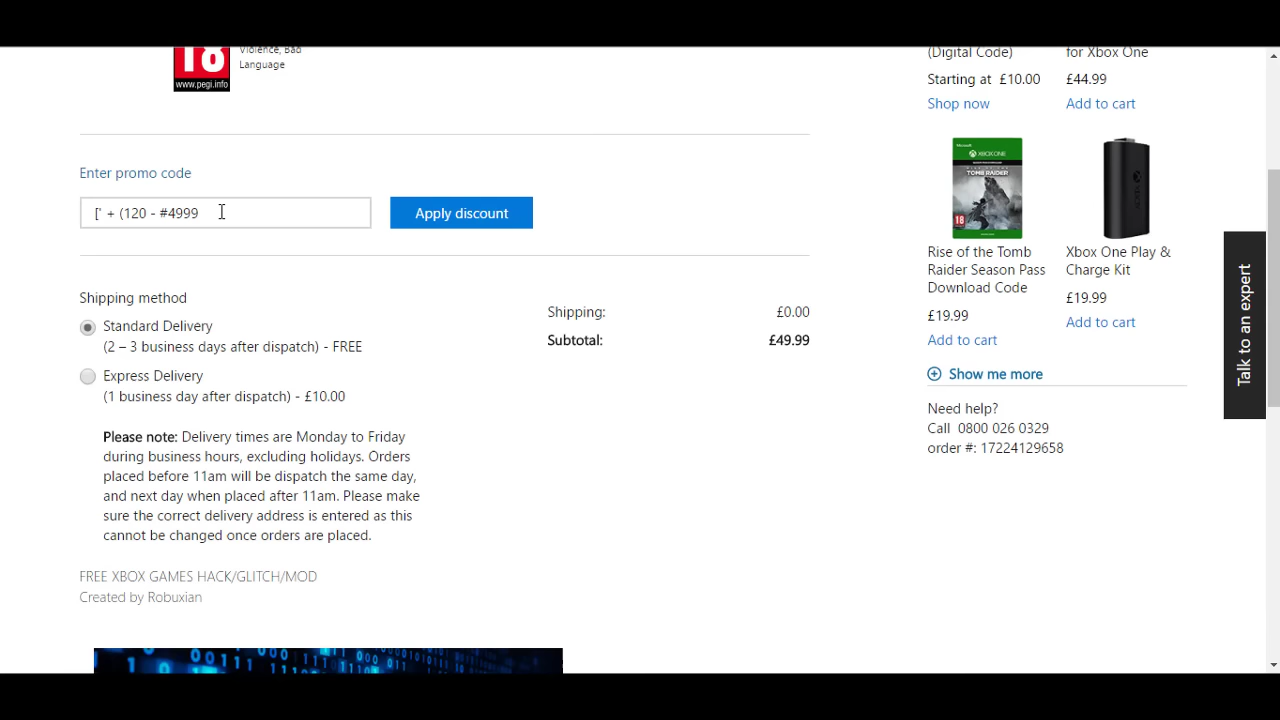 18
www.pegi.info
Violence, Bad
Language
Enter promo code
[' + (120 - #4999
Apply discount
Shipping method
Standard Delivery
(2 – 3 business days after dispatch) - FREE
Express Delivery
(1 business day after dispatch) - £10.00
Please note: Delivery times are Monday to Friday
during business hours, excluding holidays. Orders
placed before 11am will be dispatch the same day,
and next day when placed after 11am. Please make
sure the correct delivery address is entered as this
cannot be changed once orders are placed.
Shipping: £0.00
Subtotal: £49.99
FREE XBOX GAMES HACK/GLITCH/MOD
Created by Robuxian
(Digital Code)
Starting at £10.00
Shop now
for Xbox One
£44.99
Add to cart
XBOX ONE
TOMB RAIDER
18
Rise of the Tomb
Raider Season Pass
Download Code
£19.99
Add to cart
Xbox One Play &
Charge Kit
£19.99
Add to cart
Show me more
Need help?
Call 0800 026 0329
order #: 17224129658
Talk to an expert